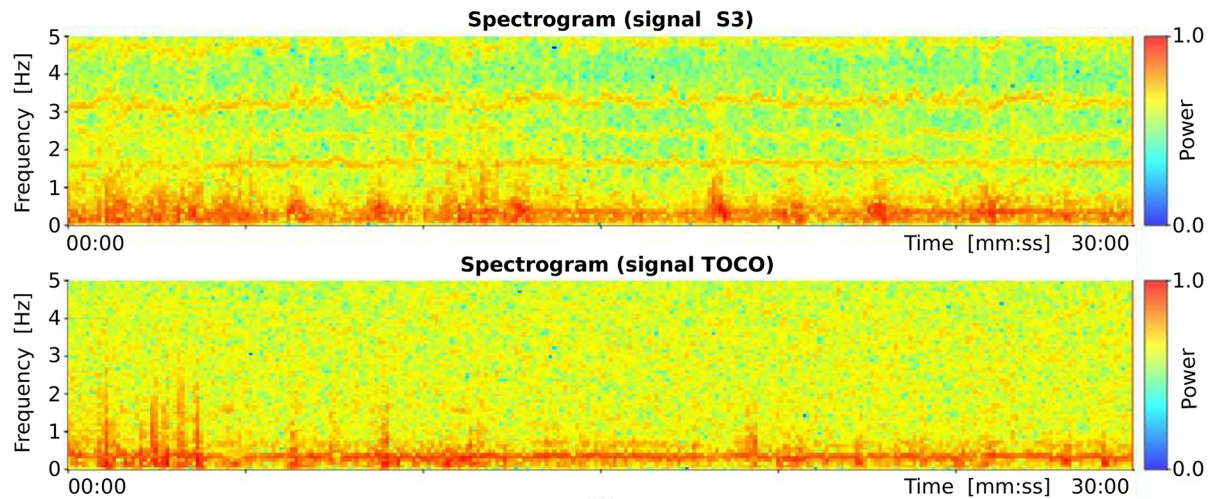 Spectrogram (signal  S3)
Frequency  [Hz]
5
4
3
2
1
0
00:00
Time  [mm:ss]   30:00
1.0
Power
0.0
Spectrogram (signal TOCO)
Frequency  [Hz]
5
4
3
2
1
0
00:00
Time  [mm:ss]   30:00
1.0
Power
0.0